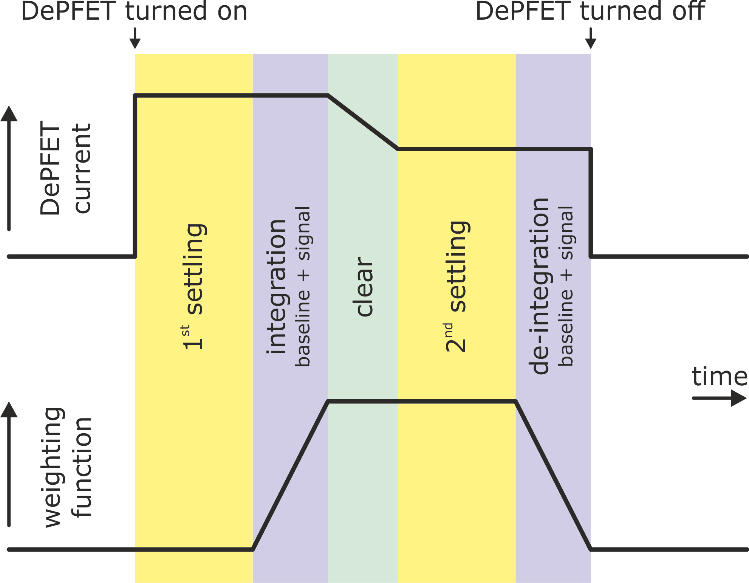 DePFET turned on
DePFET turned off
DePFET
current
1st settling
integration
baseline + signal
clear
2nd settling
de-integration
baseline + signal
time
weighting
function